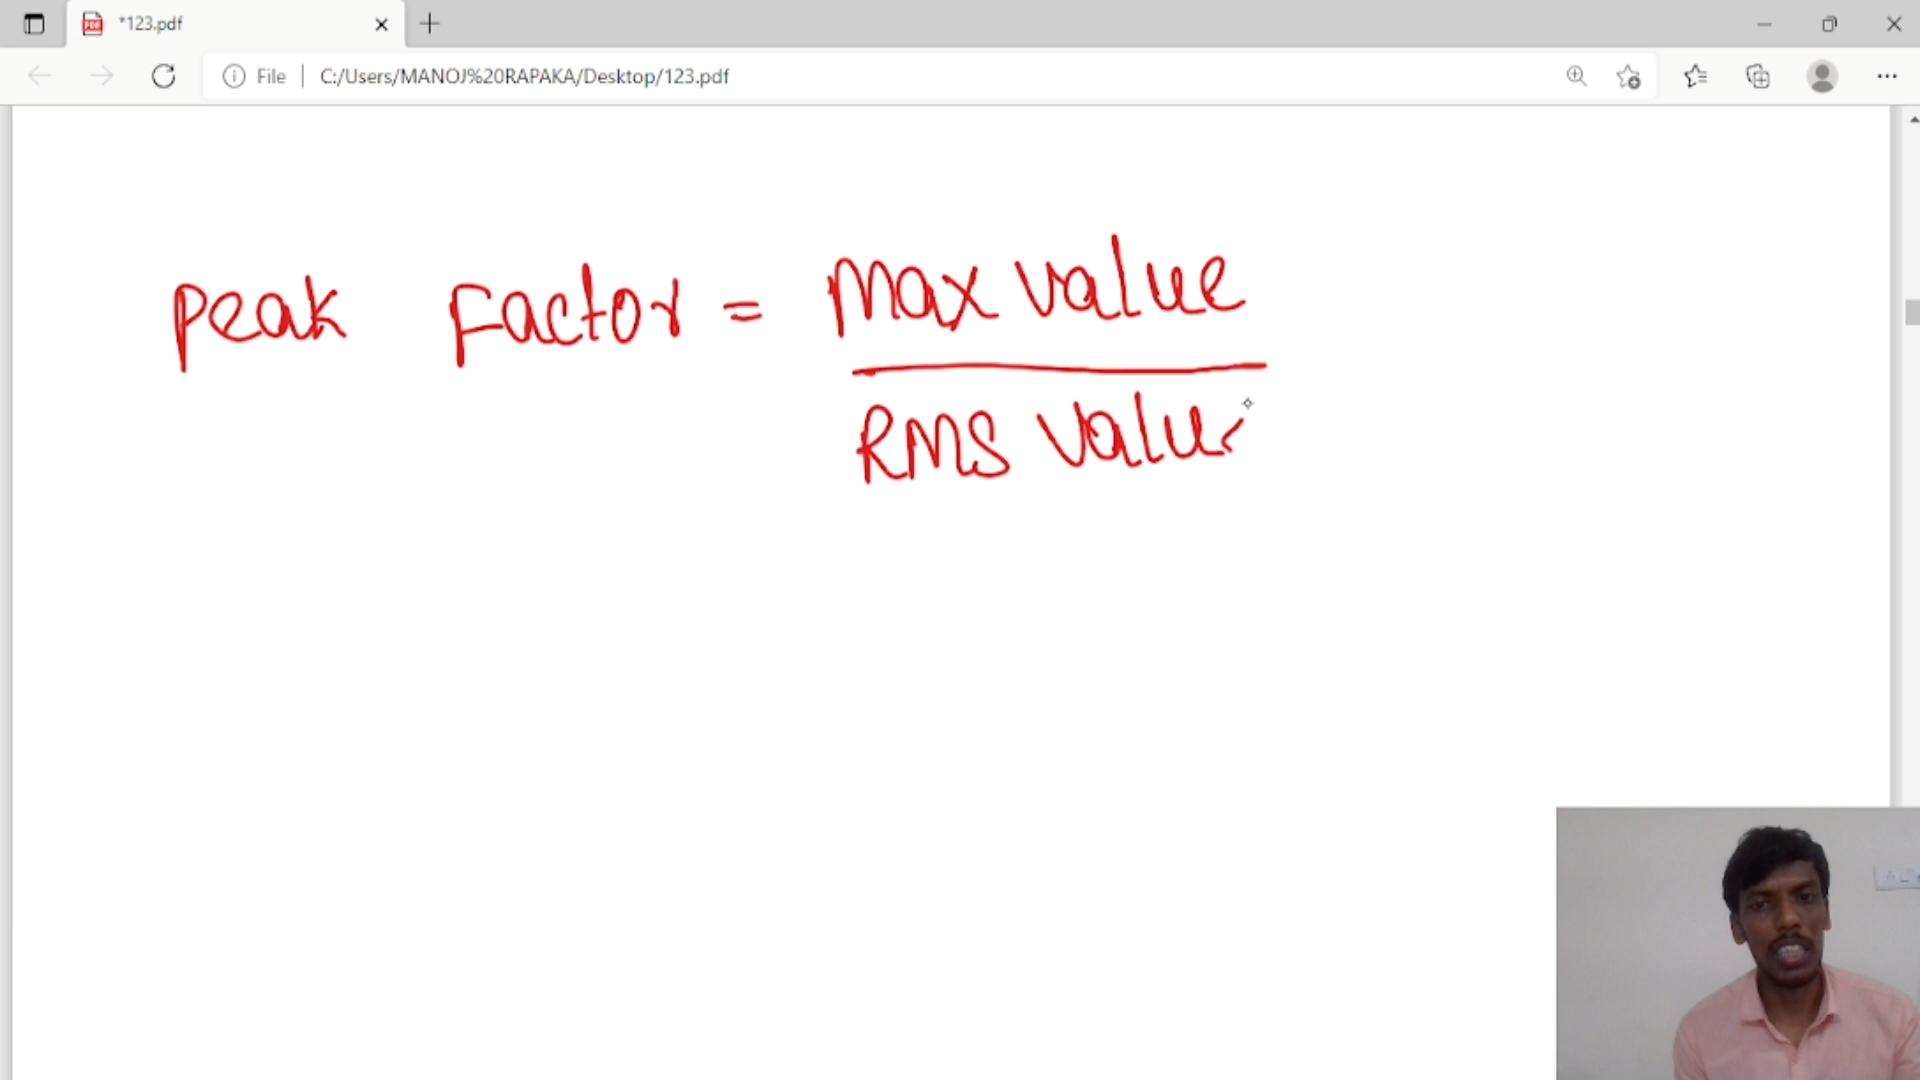 *123.pdf
File
C:/Users/MANOJ%20RAPAKA/Desktop/123.pdf
Peak Factor = Max value
RMS value